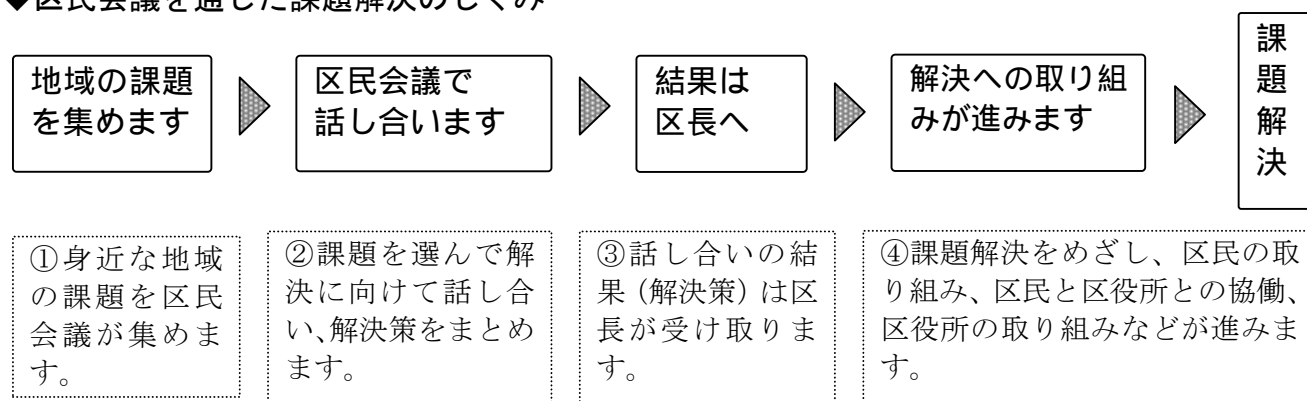 ◆区民会議を通じた課題解決のしくみ
地域の課題
を集めます
区民会議で
話し合います
結果は
区長へ
解決への取り組
みが進みます
課
題
解
決
①身近な地域
の課題を区民
会議が集めま
す。
②課題を選んで解
決に向けて話し合
い、解決策をまとめ
ます。
③話し合いの結
果（解決策）は区
長が受け取りま
す。
④課題解決をめざし、区民の取
り組み、区民と区役所との協働、
区役所の取り組みなどが進みま
す。